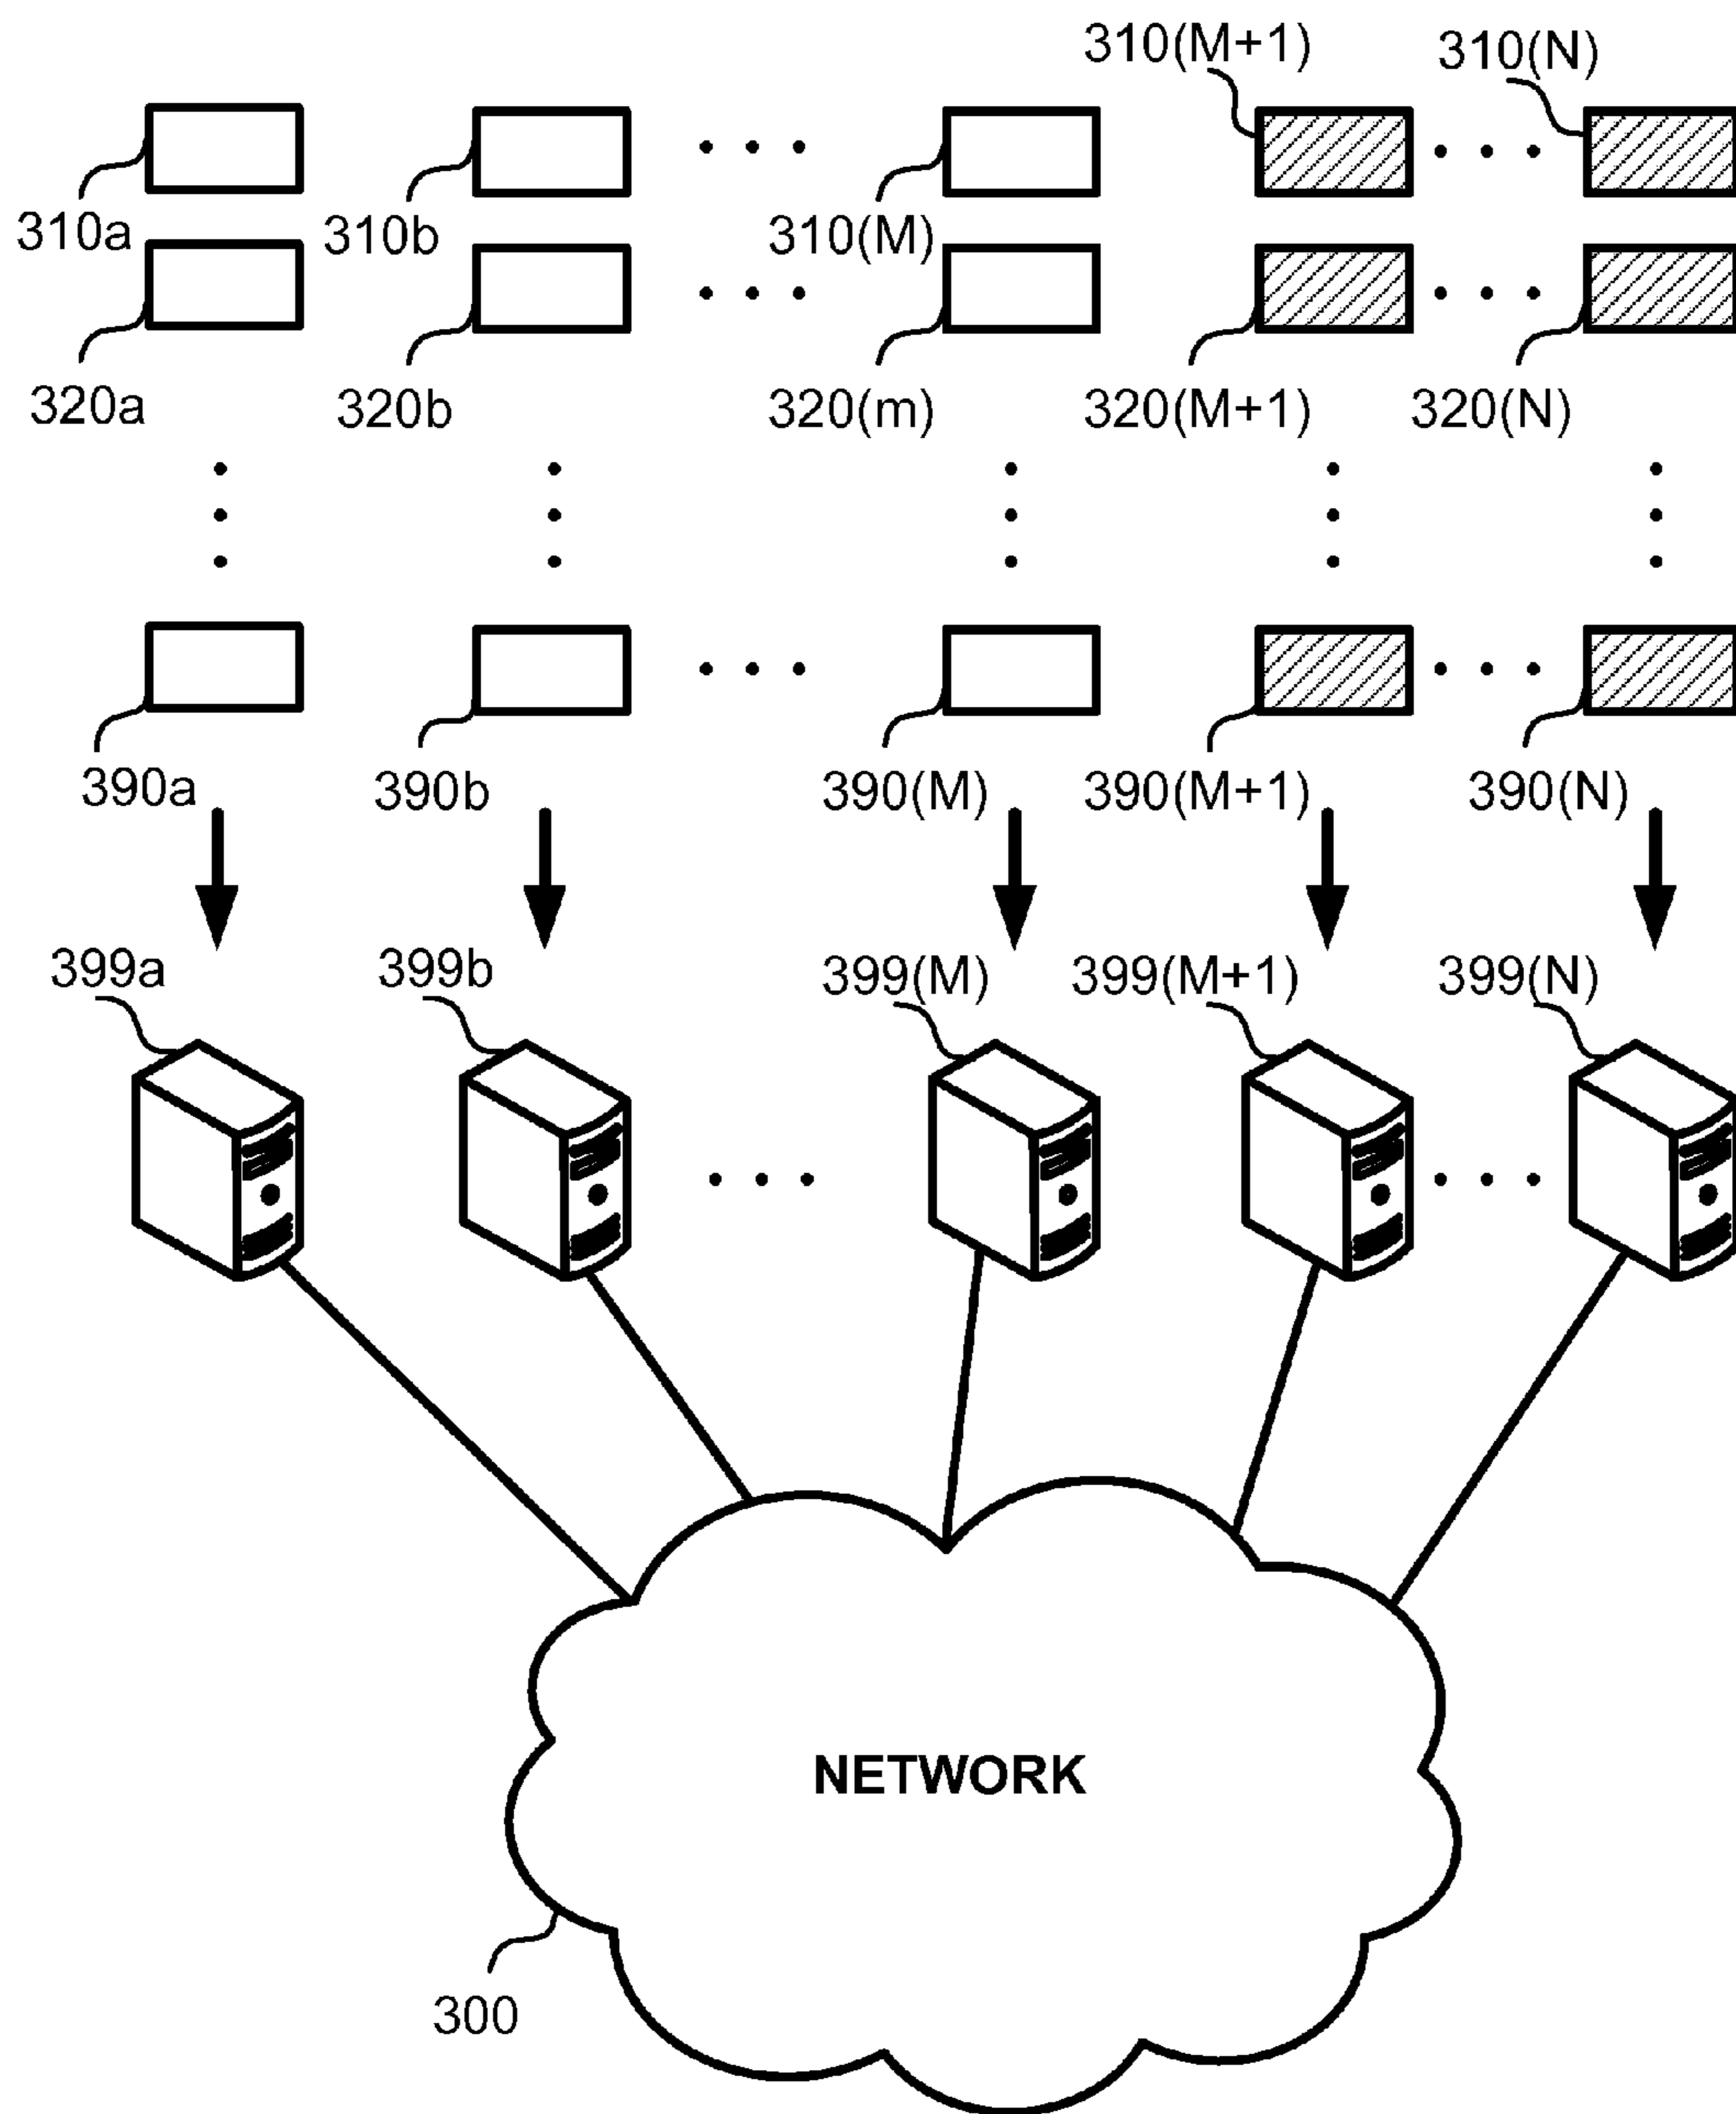 310(M+1) 310(N)
310a 310b 310(M)
320a 320b 320(m) 320(M+1) 320(N)
390a 390b 390(M) 390(M+1) 390(N)
399a 399b 399(M) 399(M+1) 399(N)
NETWORK
300